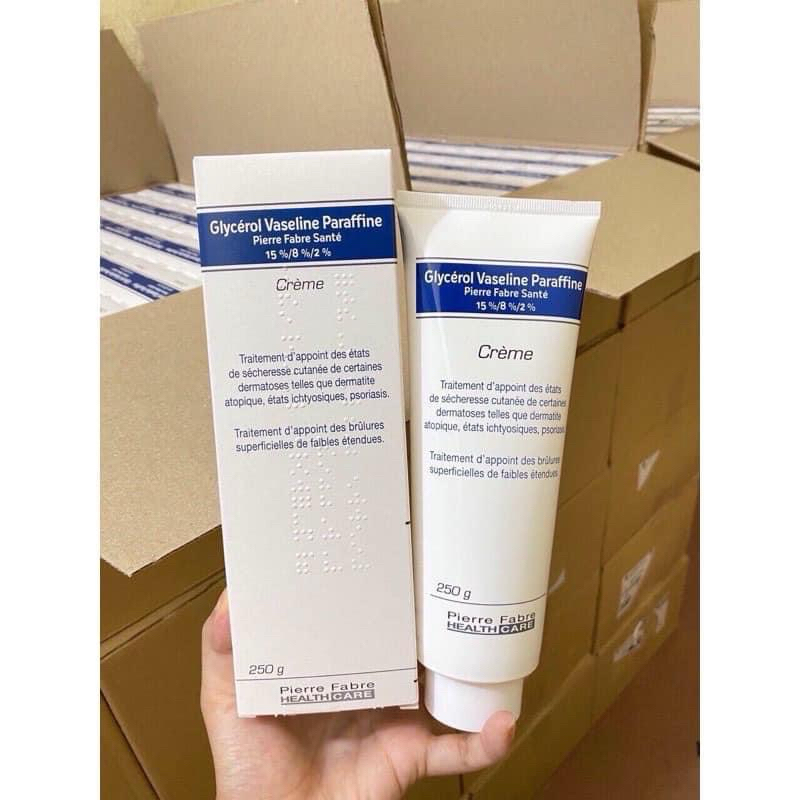 Glycérol Vaseline Paraffine
Pierre Fabre Santé
15 %/8 %/2 %
Crème
Traitement d'appoint des états
de sécheresse cutanée de certaines
dermatoses telles que dermatite
atopique, états ichtyosiques, psoriasis.
Traitement d'appoint des brûlures
superficielles de faibles étendues.
250 g
Pierre Fabre
HEALTH CARE
Glycérol Vaseline Paraffine
Pierre Fabre Santé
15 %/8 %/2 %
Crème
Traitement d'appoint des états
de sécheresse cutanée de certaines
dermatoses telles que dermatite
atopique, états ichtyosiques, psoriasis.
Traitement d'appoint des brûlures
superficielles de faibles étendues.
250 g
Pierre Fabre
HEALTH CARE